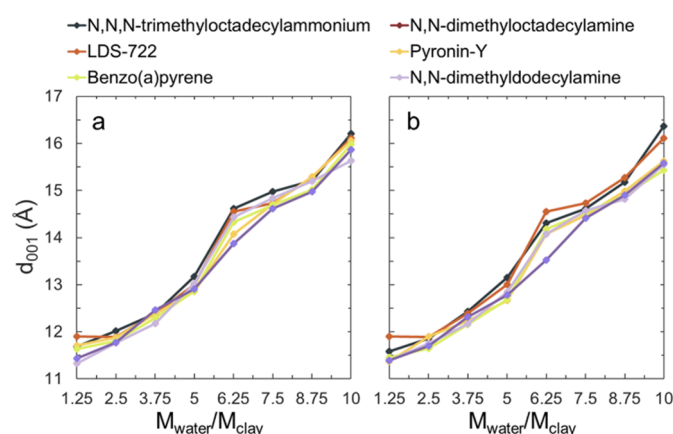 N,N,N-trimethyloctadecylammonium N,N-dimethyloctadecylamine
LDS-722 Pyronin-Y
Benzo(a)pyrene N,N-dimethyldodecylamine
17
16
15
14
13
12
11
d001 (Å)
a b
1.25 2.5 3.75 5 6.25 7.5 8.75 10 1.25 2.5 3.75 5 6.25 7.5 8.75 10
Mwater/Mclay Mwater/Mclay